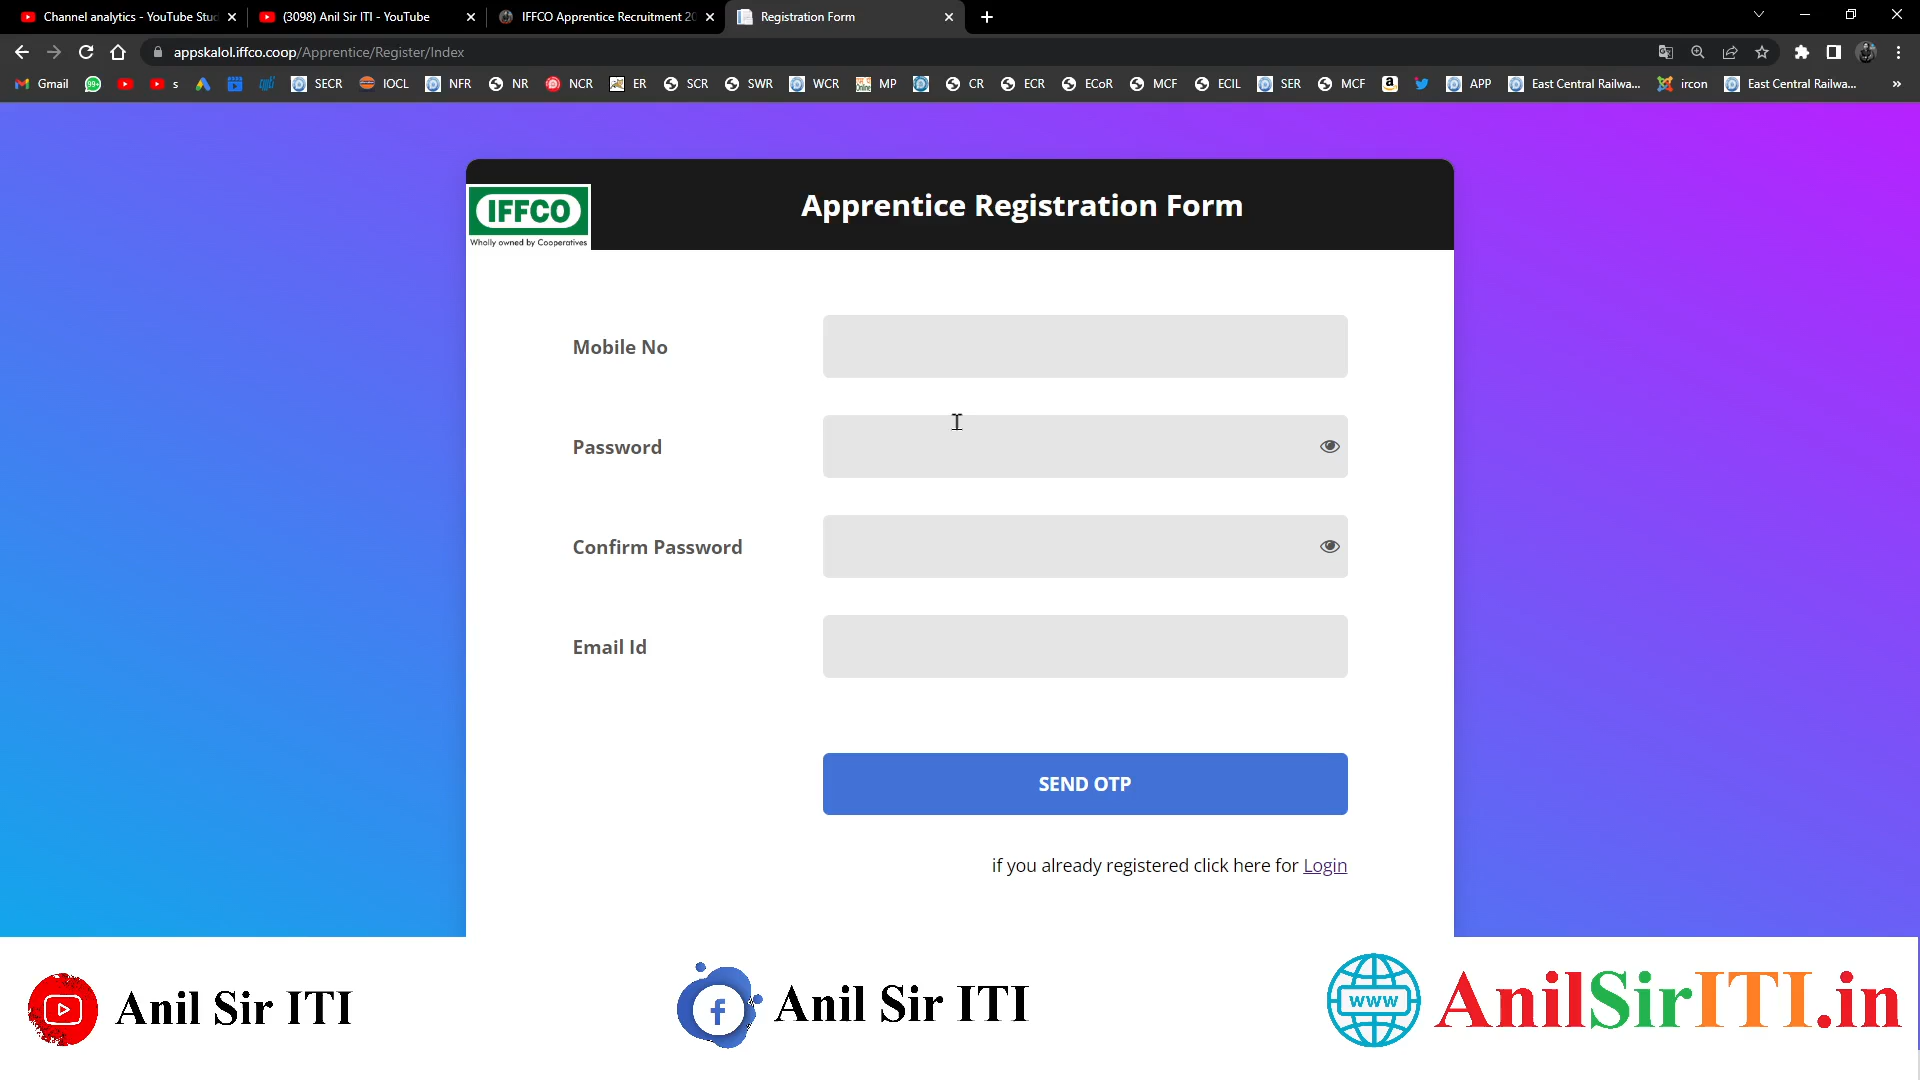 Channel analytics - YouTube Stu
(3098) Anil Sir ITI - YouTube
IFFCO Apprentice Recruitment 20
Registration Form
appskalol.iffco.coop/Apprentice/Register/Index
Gmail
99+
s
SECR
IOCL
NFR
NR
NCR
ER
SCR
SWR
WCR
MP
CR
ECR
ECoR
MCF
ECIL
SER
MCF
APP
East Central Railwa...
ircon
East Central Railwa...
»
IFFCO
Wholly owned by Cooperatives
Apprentice Registration Form
Mobile No
Password
Confirm Password
Email Id
SEND OTP
if you already registered click here for Login
Anil Sir ITI
Anil Sir ITI
www
AnilSirITI.in